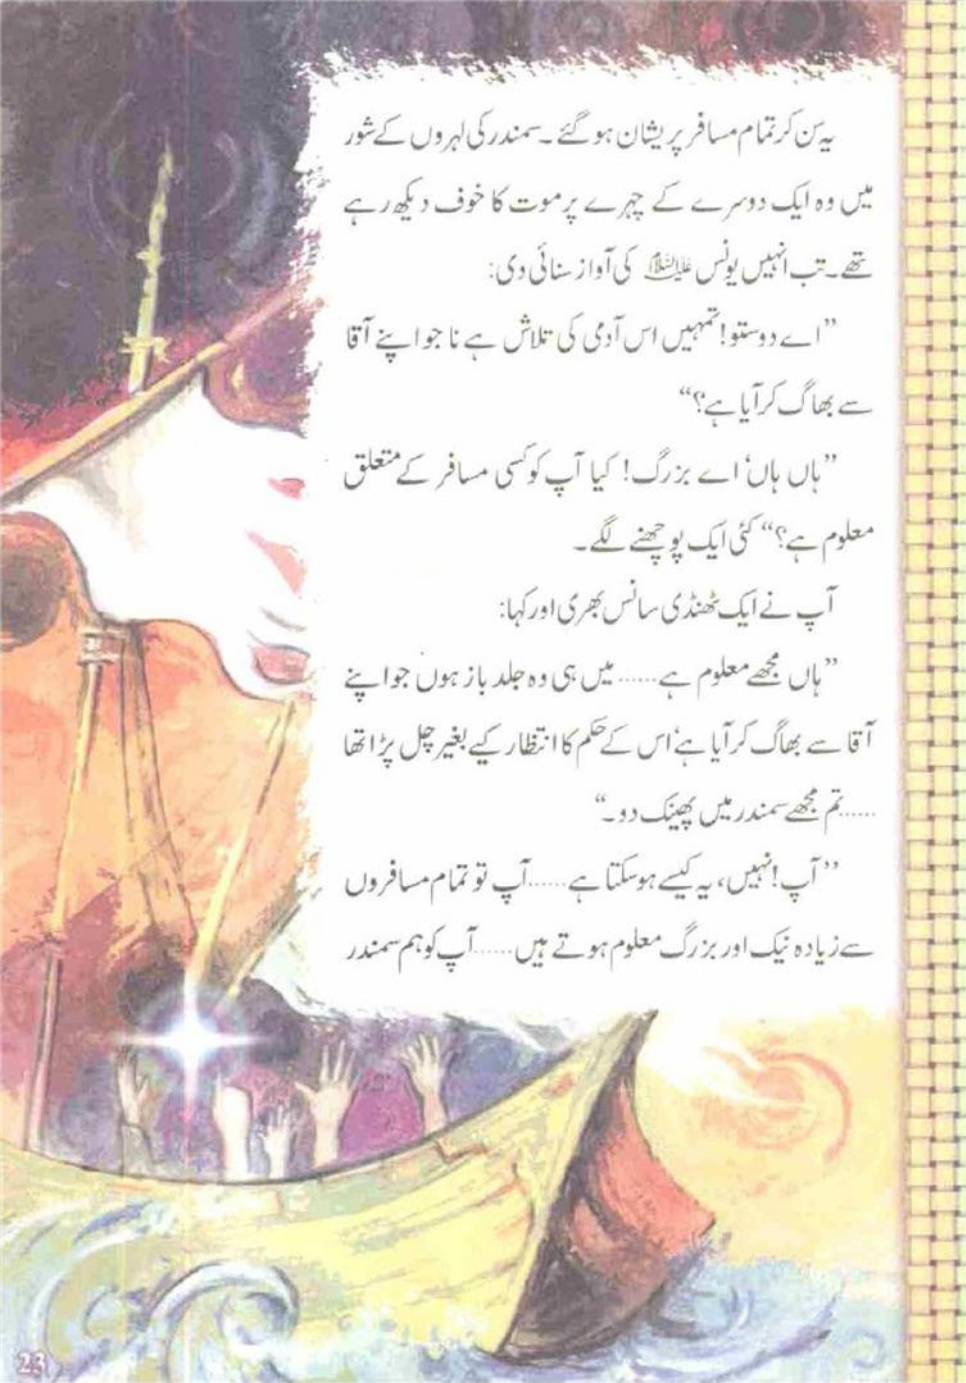 یہ سن کر تمام مسافر پریشان ہو گئے۔ سمندر کی لہروں کے شور
میں وہ ایک دوسرے کے چہرے پر موت کا خوف دیکھ رہے
تھے۔ تب انہیں یونس علیہ السلام کی آواز سنائی دی:
”اے دوستو! تمہیں اس آدمی کی تلاش ہے نا جو اپنے آقا
سے بھاگ کر آیا ہے؟“
”ہاں ہاں‘ اے بزرگ! کیا آپ کو کسی مسافر کے متعلق
معلوم ہے؟“ کئی ایک پوچھنے لگے۔
آپ نے ایک ٹھنڈی سانس بھری اور کہا:
”ہاں مجھے معلوم ہے...... میں ہی وہ جلد باز ہوں جو اپنے
آقا سے بھاگ کر آیا ہے‘ اس کے حکم کا انتظار کیے بغیر چل پڑا تھا
......تم مجھے سمندر میں پھینک دو۔“
”آپ! نہیں، یہ کیسے ہو سکتا ہے......آپ تو تمام مسافروں
سے زیادہ نیک اور بزرگ معلوم ہوتے ہیں......آپ کو ہم سمندر
23